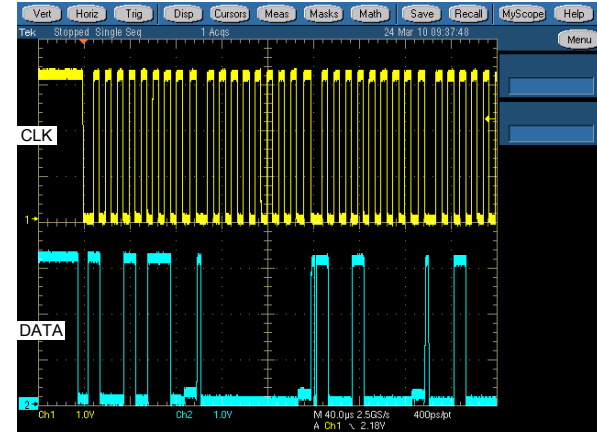 Vert Horiz Trig Disp Cursors Meas Masks Math Save Recall MyScope Help
Tek Stopped Single Seq 1 Acqs 24 Mar 10 09:37:48
Menu
CLK
1
DATA
2
Ch1 1.0V Ch2 1.0V M 40.0µs 2.5GS/s 400ps/pt
A Ch1 \ 2.18V